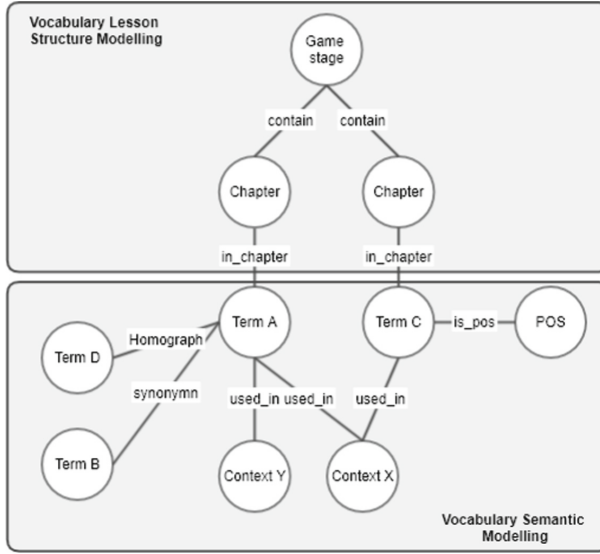 Vocabulary Lesson
Structure Modelling
Game
stage
contain
contain
Chapter
Chapter
in_chapter
in_chapter
Term A
Term C
is_pos
POS
Homograph
Term D
synonymn
used_in
used_in
used_in
Term B
Context Y
Context X
Vocabulary Semantic
Modelling